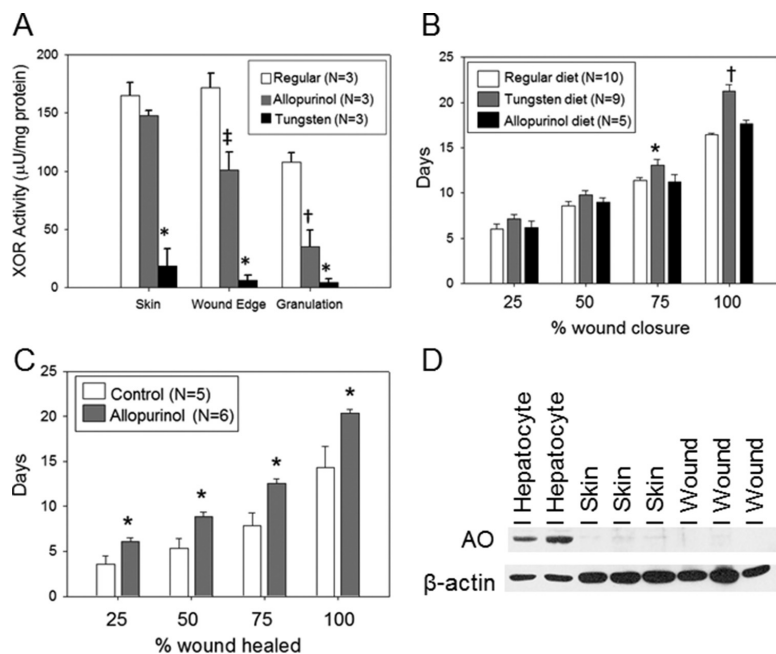 A
XOR Activity (μU/mg protein)
200
150
100
50
0
Regular (N=3)
Allopurinol (N=3)
Tungsten (N=3)
*
‡
*
†
*
Skin
Wound Edge
Granulation
B
Days
25
20
15
10
5
0
Regular diet (N=10)
Tungsten diet (N=9)
Allopurinol diet (N=5)
*
†
25 50 75 100
% wound closure
C
Days
25
20
15
10
5
0
Control (N=5)
Allopurinol (N=6)
*
*
*
*
25 50 75 100
% wound healed
D
I Hepatocyte
I Hepatocyte
I Skin
I Skin
I Skin
I Wound
I Wound
I Wound
AO
β-actin